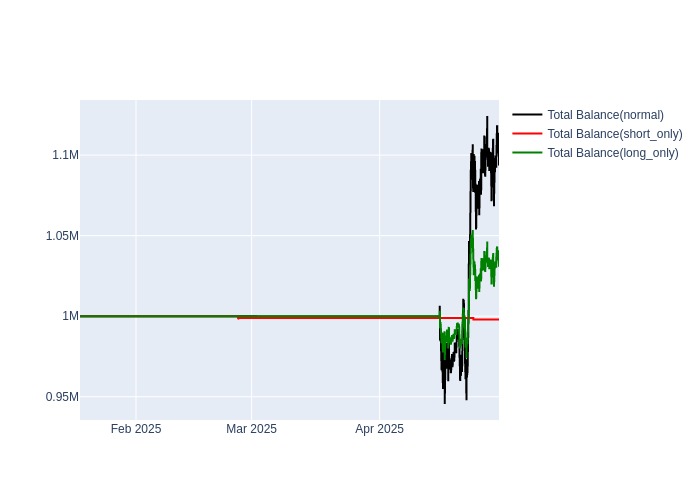 Total Balance(normal)
Total Balance(short_only)
Total Balance(long_only)
1.1M
1.05M
1M
0.95M
Feb 2025
Mar 2025
Apr 2025